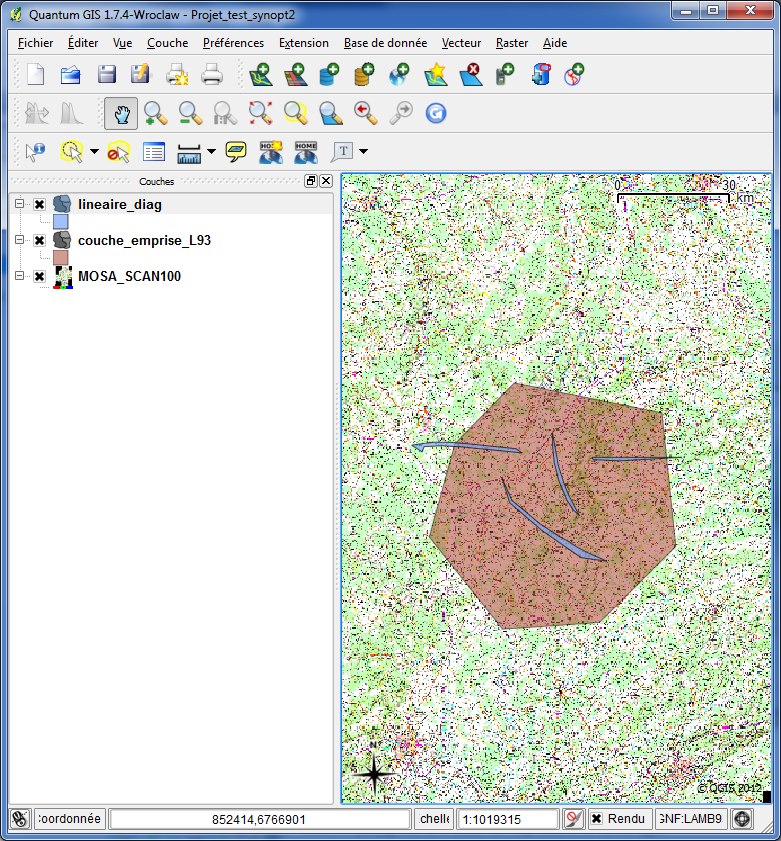 Quantum GIS 1.7.4-Wroclaw - Projet_test_synopt2
Fichier Éditer Vue Couche Préférences Extension Base de donnée Vecteur Raster Aide
HOME
T
Couches
lineaire_diag
couche_emprise_L93
MOSA_SCAN100
0 30
km
N
© QGIS 2012
:oordonnée 852414,6766901 chelle 1:1019315 Rendu GNF:LAMB9